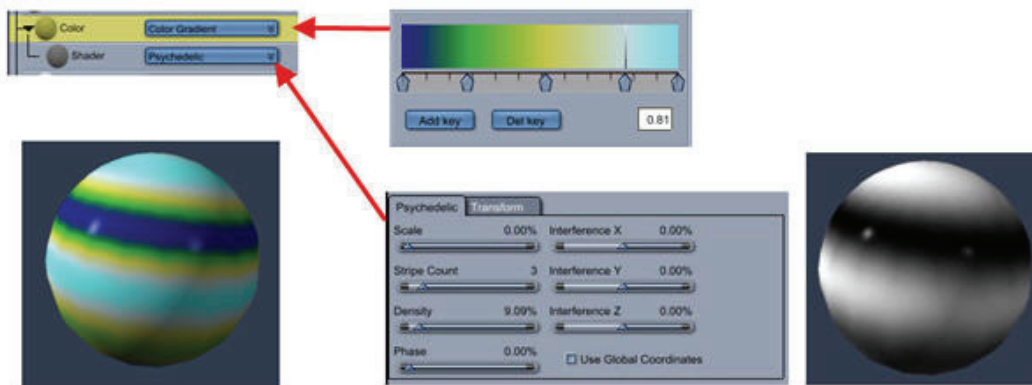 Color
Color Gradient
Shader
Psychedelic
Add key
Del key
0.81
Psychedelic
Transform
Scale 0.00%
Interference X 0.00%
Stripe Count 3
Interference Y 0.00%
Density 9.09%
Interference Z 0.00%
Phase 0.00%
Use Global Coordinates